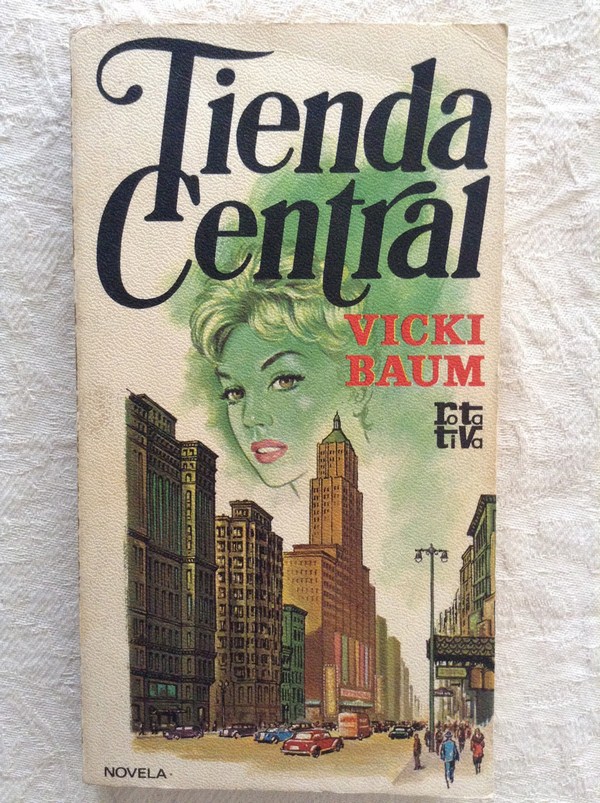 Tienda
Central
VICKI
BAUM
rota
tiva
NOVELA·